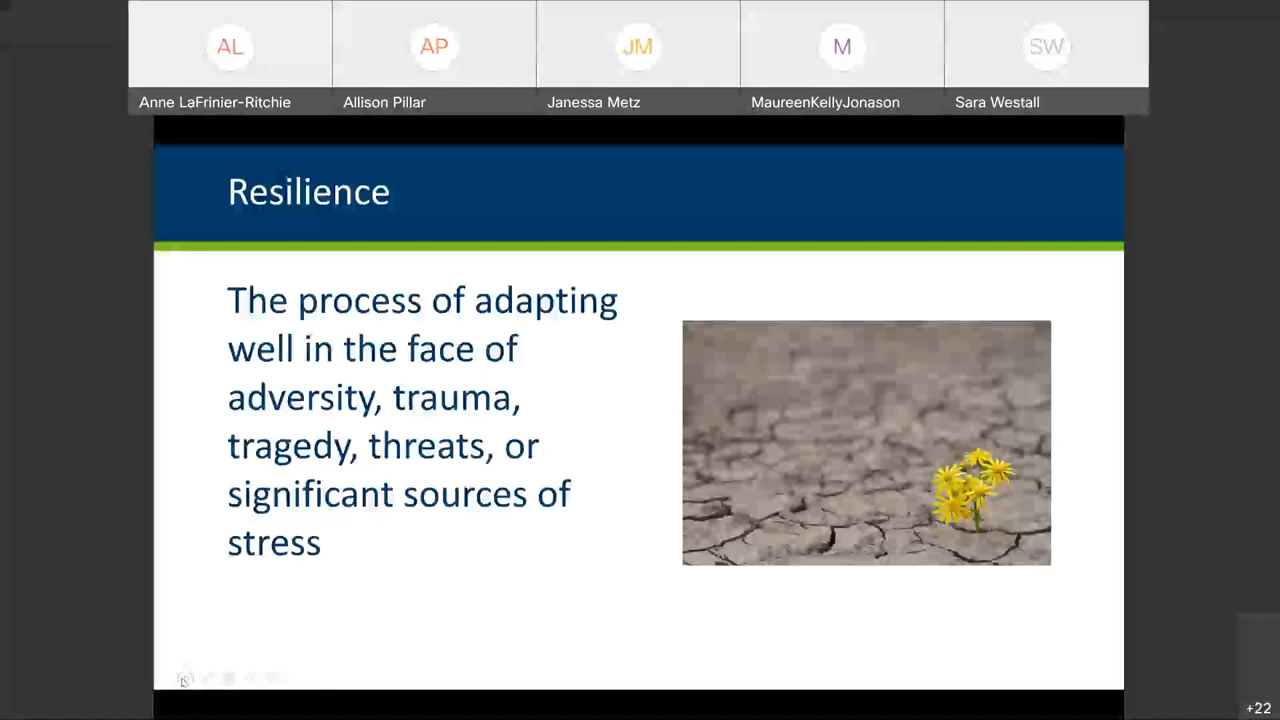 AL
AP
JM
M
SW
Anne LaFrinier-Ritchie
Allison Pillar
Janessa Metz
MaureenKellyJonason
Sara Westall
Resilience
The process of adapting
well in the face of
adversity, trauma,
tragedy, threats, or
significant sources of
stress
+22